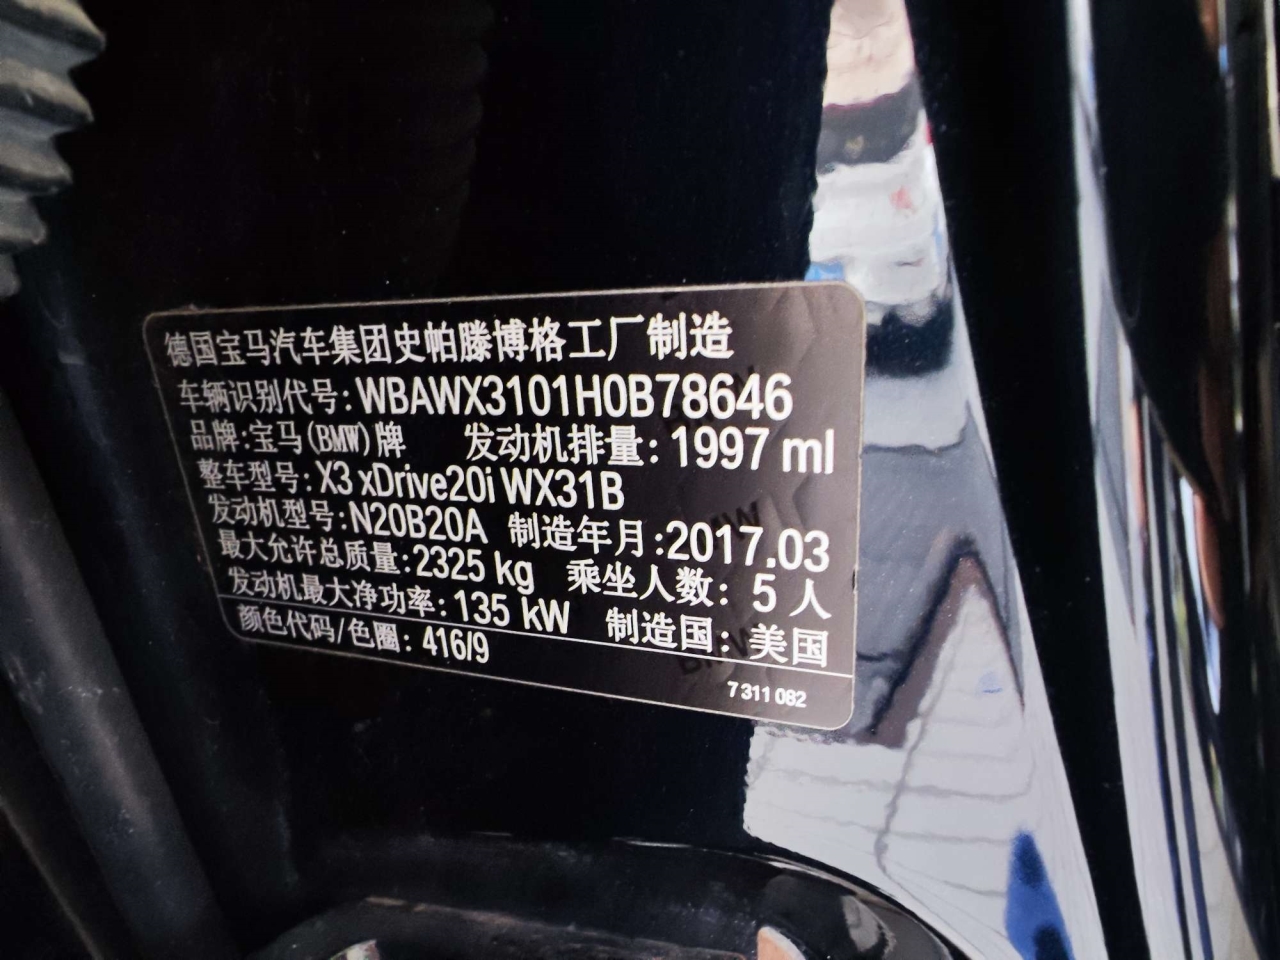 德国宝马汽车集团史帕滕博格工厂制造
车辆识别代号: WBAWX3101H0B78646
品牌:宝马(BMW)牌 发动机排量: 1997 ml
整车型号: X3 xDrive20i WX31B
发动机型号: N20B20A 制造年月:2017.03
最大允许总质量: 2325 kg 乘坐人数: 5 人
发动机最大净功率: 135 kW 制造国: 美国
颜色代码/色圈: 416/9
7 311 082